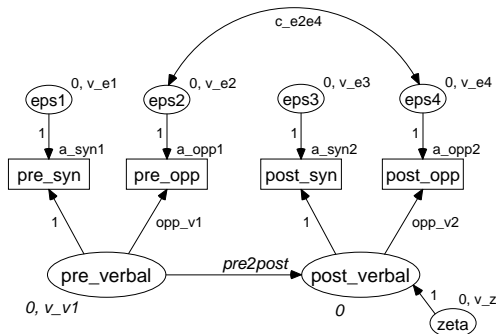 c_e2e4
0, v_e1
0, v_e2
0, v_e3
0, v_e4
eps1
eps2
eps3
eps4
1
1
1
1
a_syn1
a_opp1
a_syn2
a_opp2
pre_syn
pre_opp
post_syn
post_opp
1
opp_v1
1
opp_v2
pre_verbal
pre2post
post_verbal
0, v_v1
0
1
0, v_z
zeta